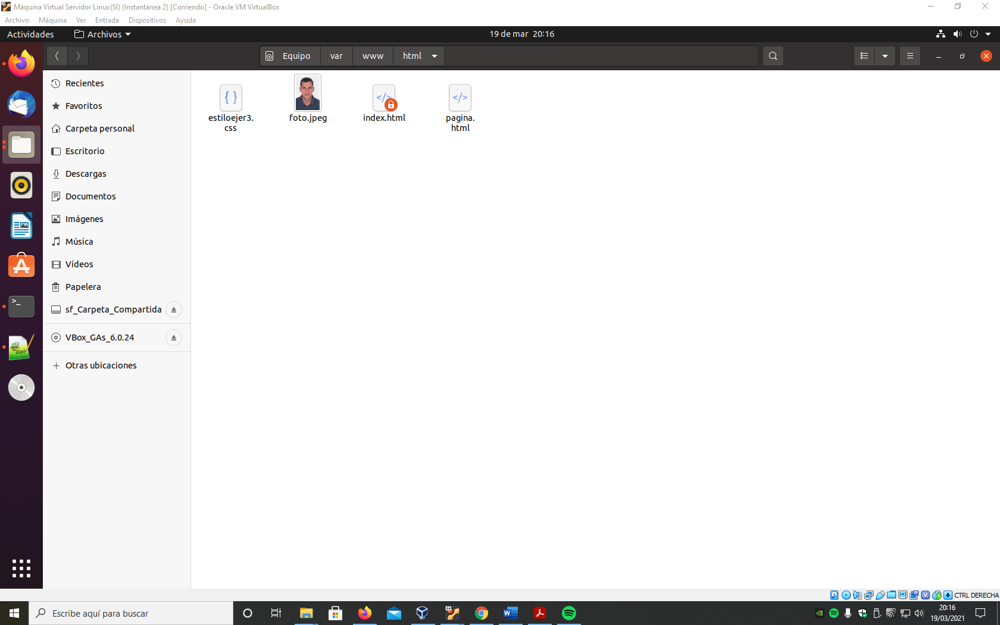 Máquina Virtual Servidor Linux(SI) (Instantánea 2) [Corriendo] - Oracle VM VirtualBox
Archivo Máquina Ver Entrada Dispositivos Ayuda
Actividades Archivos 19 de mar 20:16
Equipo var www html
Recientes
Favoritos
Carpeta personal
Escritorio
Descargas
Documentos
Imágenes
Música
Vídeos
Papelera
sf_Carpeta_Compartida
VBox_GAs_6.0.24
Otras ubicaciones
estiloejer3.
css
foto.jpeg
index.html
pagina.
html
CTRL DERECHA
Escribe aquí para buscar
20:16
19/03/2021